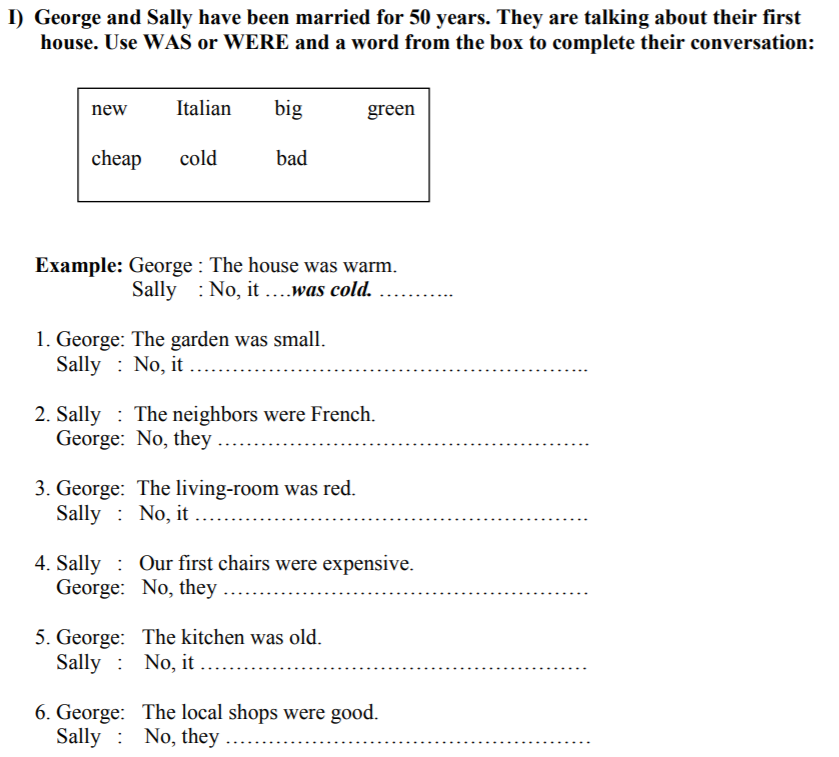 I) George and Sally have been married for 50 years. They are talking about their first
house. Use WAS or WERE and a word from the box to complete their conversation:
new Italian big green
cheap cold bad
Example: George : The house was warm.
Sally : No, it ….was cold. ………..
1. George: The garden was small.
Sally : No, it ………………………………………………..
2. Sally : The neighbors were French.
George: No, they …………………………………………….
3. George: The living-room was red.
Sally : No, it ……………………………………………….
4. Sally : Our first chairs were expensive.
George: No, they ……………………………………………
5. George: The kitchen was old.
Sally : No, it ………………………………………………
6. George: The local shops were good.
Sally : No, they ……………………………………………